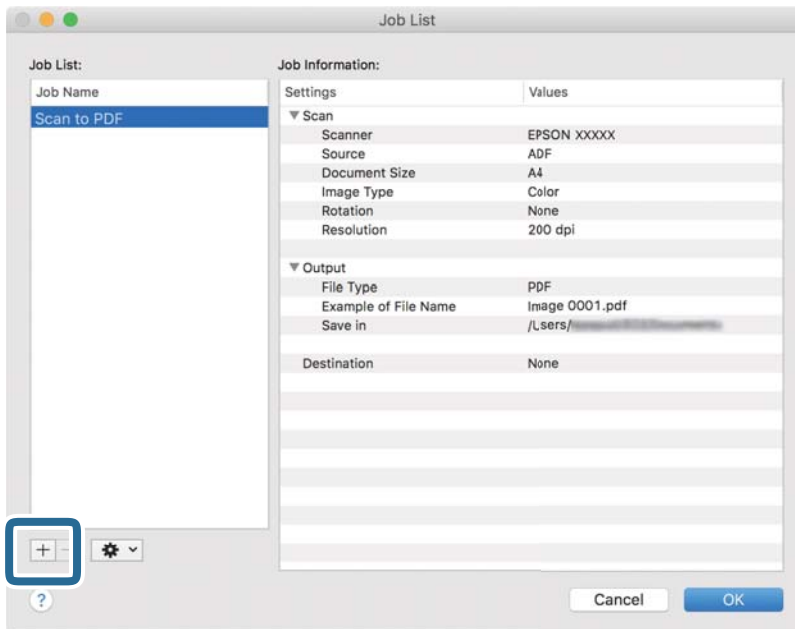 Job List
Job List:
Job Information:
Job Name
Scan to PDF
Settings Values
Scan
Scanner EPSON XXXXX
Source ADF
Document Size A4
Image Type Color
Rotation None
Resolution 200 dpi
Output
File Type PDF
Example of File Name Image 0001.pdf
Save in /Users/
Destination None
+ -
?
Cancel OK